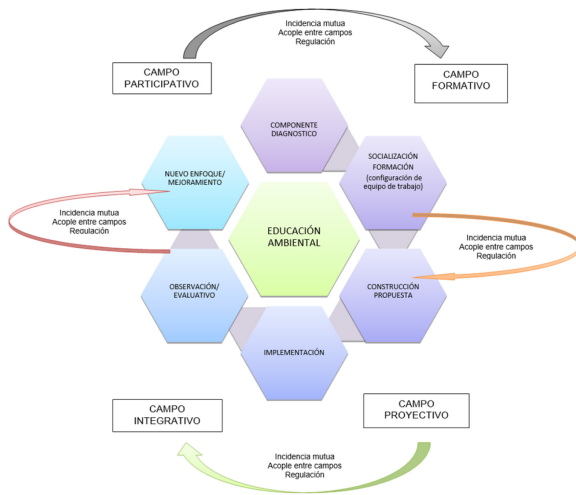 Incidencia mutua
Acople entre campos
Regulación
CAMPO
PARTICIPATIVO
CAMPO
FORMATIVO
COMPONENTE
DIAGNOSTICO
NUEVO ENFOQUE/
MEJORAMIENTO
SOCIALIZACIÓN
FORMACIÓN
(configuración de
equipo de trabajo)
Incidencia mutua
Acople entre campos
Regulación
EDUCACIÓN
AMBIENTAL
Incidencia mutua
Acople entre campos
Regulación
OBSERVACIÓN/
EVALUATIVO
CONSTRUCCIÓN
PROPUESTA
IMPLEMENTACIÓN
CAMPO
INTEGRATIVO
CAMPO
PROYECTIVO
Incidencia mutua
Acople entre campos
Regulación